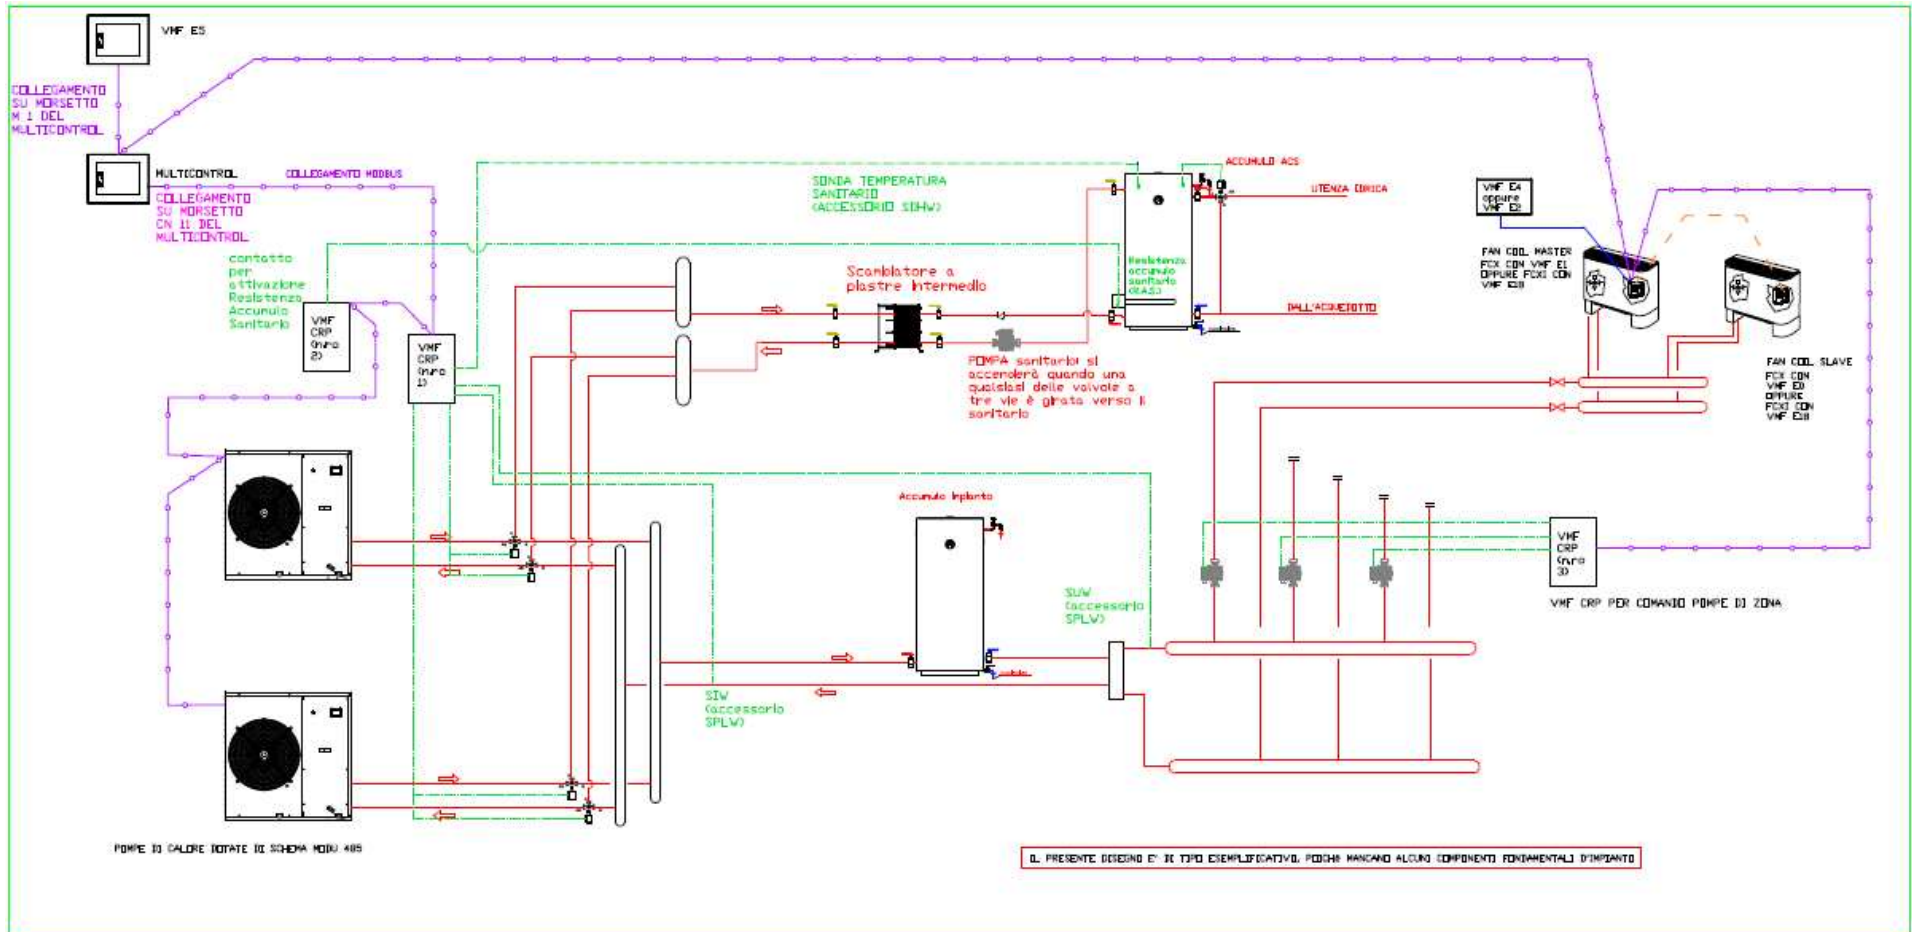 VMF E5
COLLEGAMENTO
SU MORSETTO
M 1 DEL
MULTICONTROL
MULTICONTROL
COLLEGAMENTO MODBUS
COLLEGAMENTO
SU MORSETTO
CN 11 DEL
MULTICONTROL
contatto
per
attivazione
Resistenza
Accumulo
Sanitario
VMF
CRP
(nro
2)
VMF
CRP
(nro
1)
SONDA TEMPERATURA
SANITARIO
(ACCESSORIO SDHW)
Scambiatore a
piastre intermedio
ACCUMULO ACS
UTENZA IDRICA
Resistenza
accumulo
sanitario
(RAS)
DALL'ACQUEDOTTO
POMPA sanitario: si
accenderà quando una
qualsiasi delle valvole a
tre vie è girata verso il
sanitario
VMF E4
oppure
VMF E2
FAN COIL MASTER
FCX CON VMF E1
OPPURE FCXI CON
VMF E18
FAN COIL SLAVE
FCX CON
VMF E0
OPPURE
FCXI CON
VMF E18
Accumulo Inpianto
SUW
(accessorio
SPLW)
SIW
(accessorio
SPLW)
VMF
CRP
(nro
3)
VMF CRP PER COMANDO POMPE DI ZONA
POMPE DI CALORE DOTATE DI SCHEMA MODU 485
IL PRESENTE DISEGNO E' DI TIPO ESEMPLIFICATIVO, POICHè MANCANO ALCUNI COMPONENTI FONDAMENTALI D'IMPIANTO